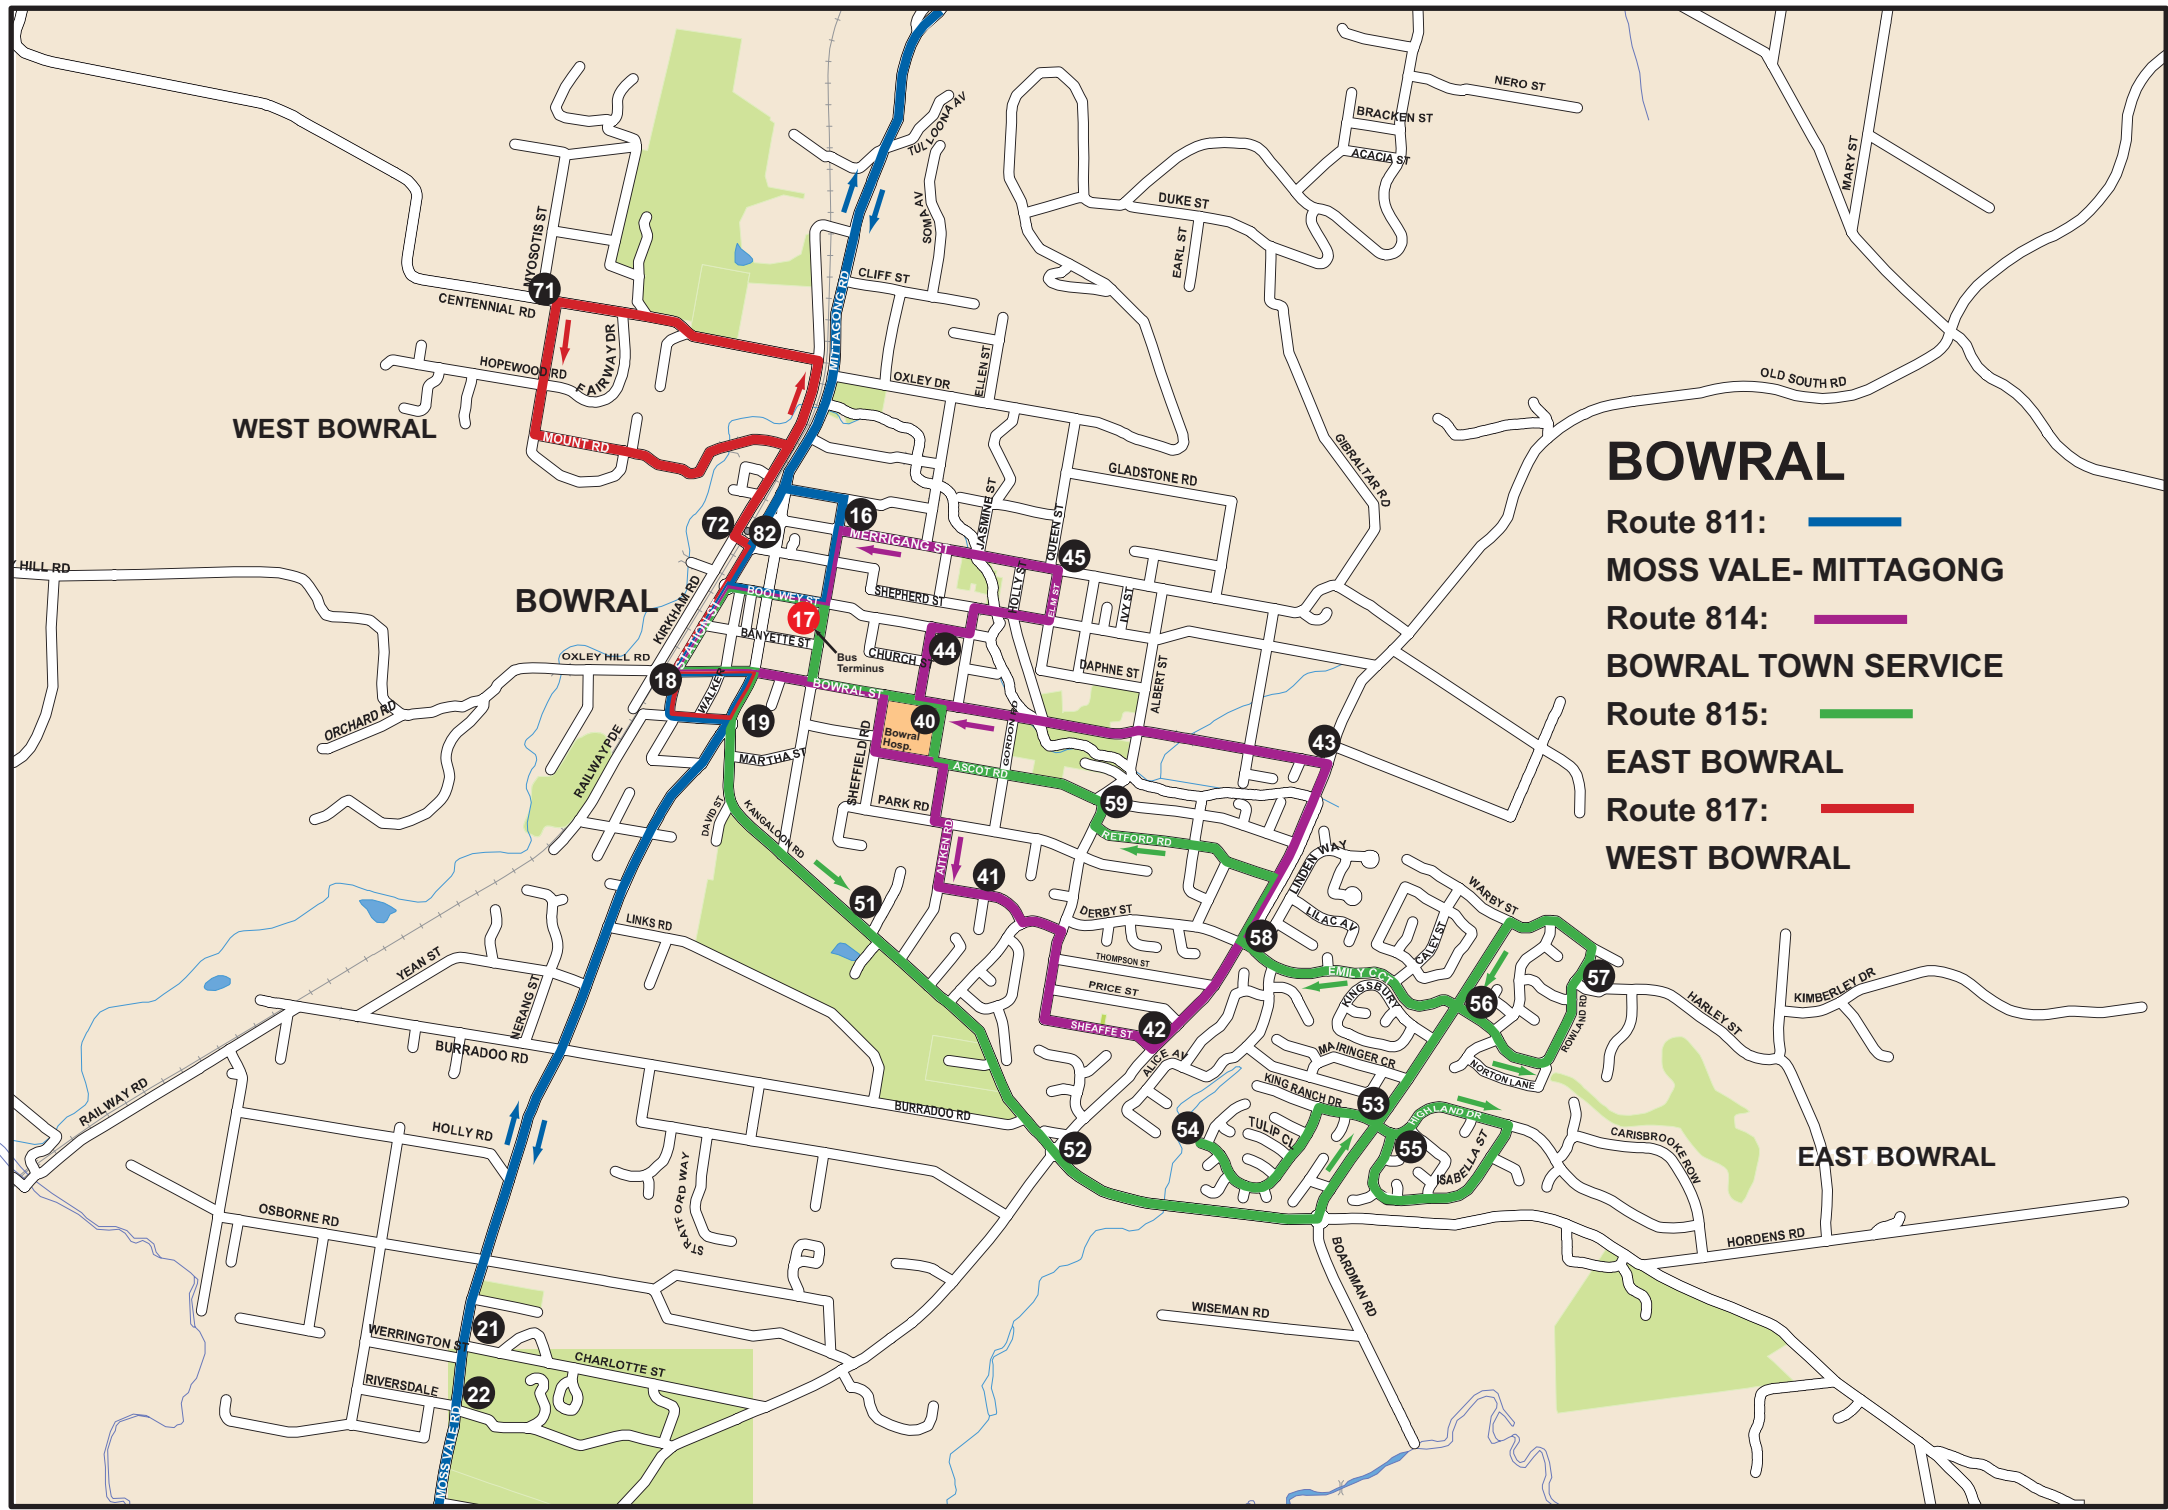 NERO ST
BRACKEN ST
ACACIA ST
TULLOONA AV
MARY ST
DUKE ST
EARL ST
SOMA AV
MYOSOTIS ST
CLIFF ST
71
CENTENNIAL RD
MITTAGONG RD
FAIRWAY DR
HOPEWOOD RD
ELLEN ST
OXLEY DR
OLD SOUTH RD
WEST BOWRAL
MOUNT RD
GIBRALTAR RD
GLADSTONE RD
JASMINE ST
QUEEN ST
BOWRAL
Route 811:
MOSS VALE- MITTAGONG
Route 814:
BOWRAL TOWN SERVICE
Route 815:
EAST BOWRAL
Route 817:
WEST BOWRAL
72
82
16
MERRIGANG ST
45
HILL RD
BOWRAL
KIRKHAM RD
STATION ST
BOOLWEY ST
SHEPHERD ST
HOLLY ST
ELM ST
IVY ST
17
BANYETTE ST
Bus
Terminus
CHURCH ST
44
DAPHNE ST
ALBERT ST
OXLEY HILL RD
18
WALKER
BOWRAL ST
ORCHARD RD
19
40
Bowral
Hosp.
GORDON RD
43
RAILWAY PDE
MARTHA ST
SHEFFIELD RD
ASCOT RD
DAVID ST
KANGALOON RD
PARK RD
59
RETFORD RD
AITKEN RD
LINDEN WAY
41
51
DERBY ST
LILAC AV
WARBY ST
CALEY ST
LINKS RD
58
YEAN ST
THOMPSON ST
EMILY CCT
57
KINGSBURY
56
PRICE ST
NERANG ST
ROWLAND RD
HARLEY ST
KIMBERLEY DR
SHEAFFE ST
42
BURRADOO RD
ALICE AV
MAIRINGER CR
NORTON LANE
KING RANCH DR
RAILWAY RD
BURRADOO RD
53
HIGHLAND DR
HOLLY RD
54
TULIP CL
55
CARISBROOKE ROW
EAST BOWRAL
52
ISABELLA ST
STRATFORD WAY
OSBORNE RD
HORDENS RD
BOARDMAN RD
WISEMAN RD
21
WERRINGTON ST
CHARLOTTE ST
RIVERSDALE
22
MOSS VALE RD